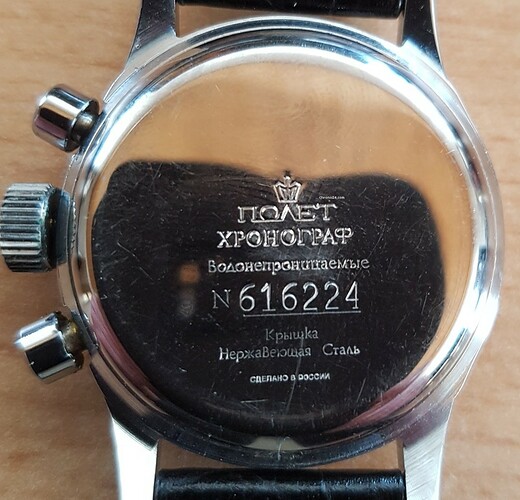 ПОЛЕТ
ХРОНОГРАФ
Водонепроницаемые
N 616224
Крышка
Нержавеющая Сталь
СДЕЛАНО В РОССИИ